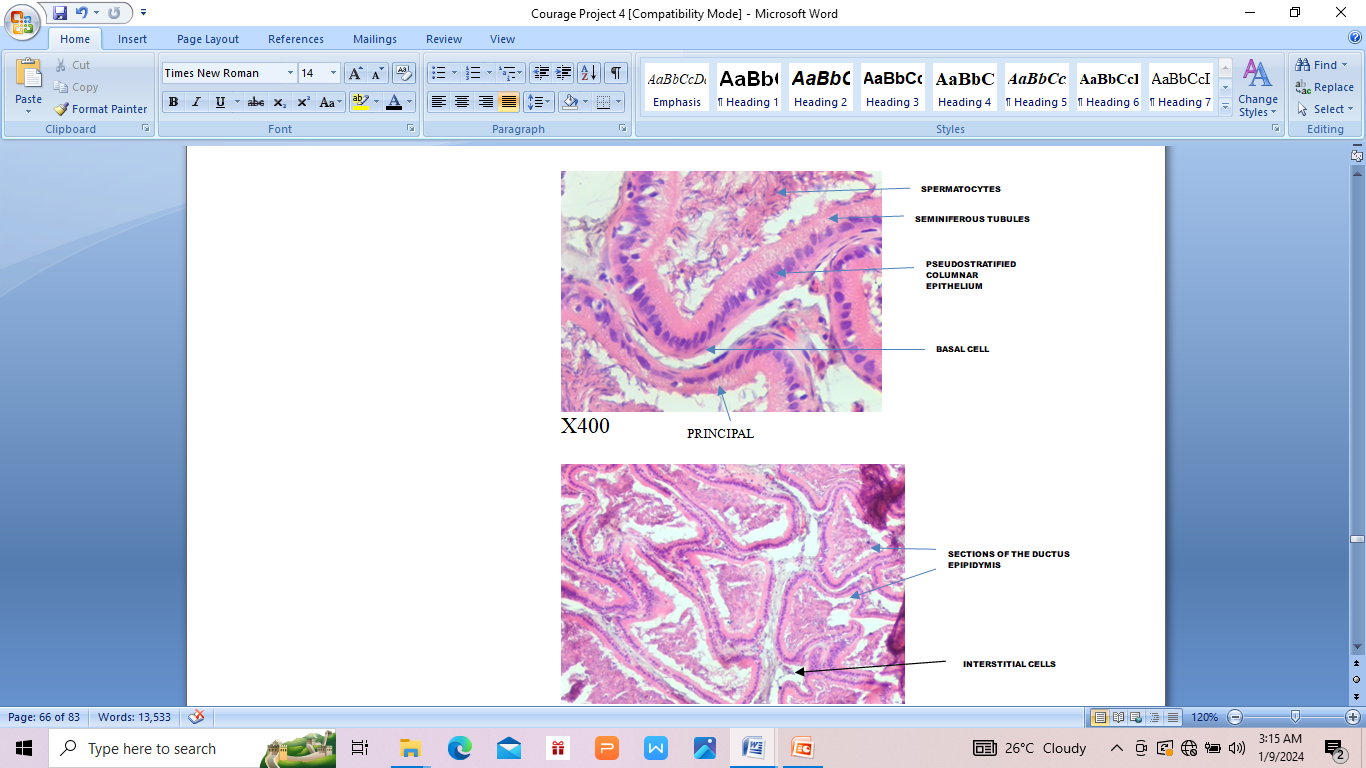 Courage Project 4 [Compatibility Mode] - Microsoft Word
Home Insert Page Layout References Mailings Review View
Paste
Cut
Copy
Format Painter
Clipboard
Times New Roman 14
Font
Paragraph
AaBbCcDc AaBb( AaBbC AaBbCc AaBbC AaBbCc AaBbCcI AaBbCcI
Emphasis ¶ Heading 1 Heading 2 Heading 3 Heading 4 ¶ Heading 5 ¶ Heading 6 ¶ Heading 7
Change
Styles
Styles
Find
Replace
Select
Editing
SPERMATOCYTES
SEMINIFEROUS TUBULES
PSEUDOSTRATIFIED
COLUMNAR
EPITHELIUM
BASAL CELL
X400
PRINCIPAL
SECTIONS OF THE DUCTUS
EPIPIDYMIS
INTERSTITIAL CELLS
Page: 66 of 83 Words: 13,533 120%
Type here to search
26°C Cloudy
3:15 AM
1/9/2024
2